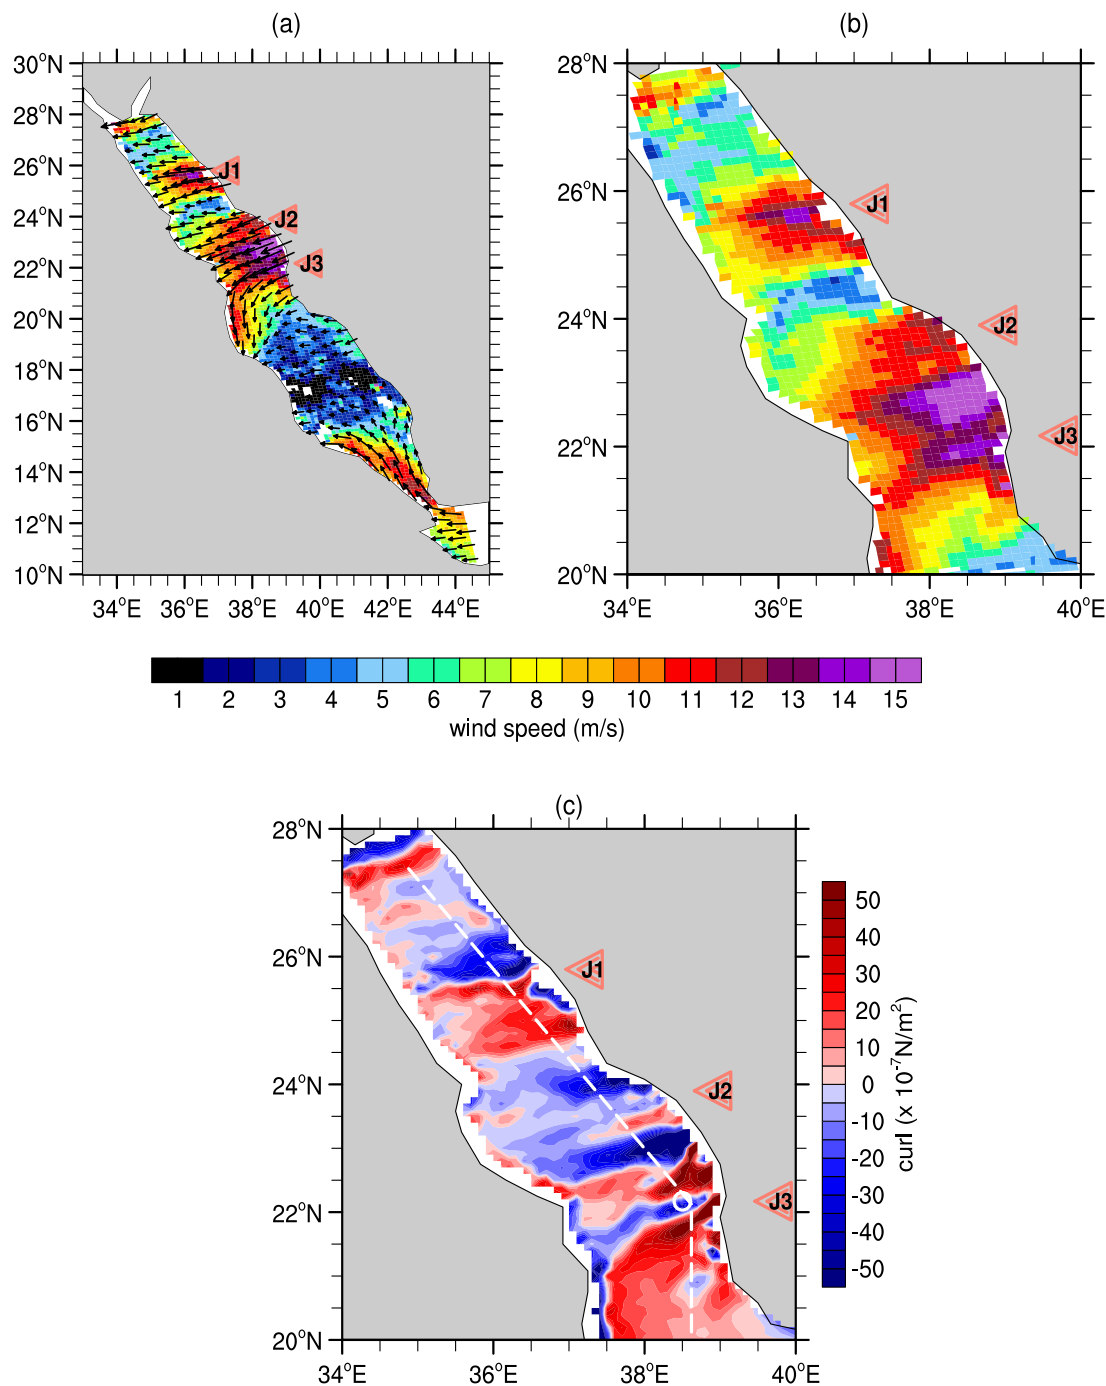 (a)
30°N
28°N
26°N
24°N
22°N
20°N
18°N
16°N
14°N
12°N
10°N
34°E 36°E 38°E 40°E 42°E 44°E
J1
J2
J3
(b)
28°N
26°N
24°N
22°N
20°N
34°E 36°E 38°E 40°E
J1
J2
J3
1 2 3 4 5 6 7 8 9 10 11 12 13 14 15
wind speed (m/s)
(c)
28°N
26°N
24°N
22°N
20°N
34°E 36°E 38°E 40°E
J1
J2
J3
50
40
30
20
10
0
-10
-20
-30
-40
-50
curl (x 10⁻⁷N/m²)